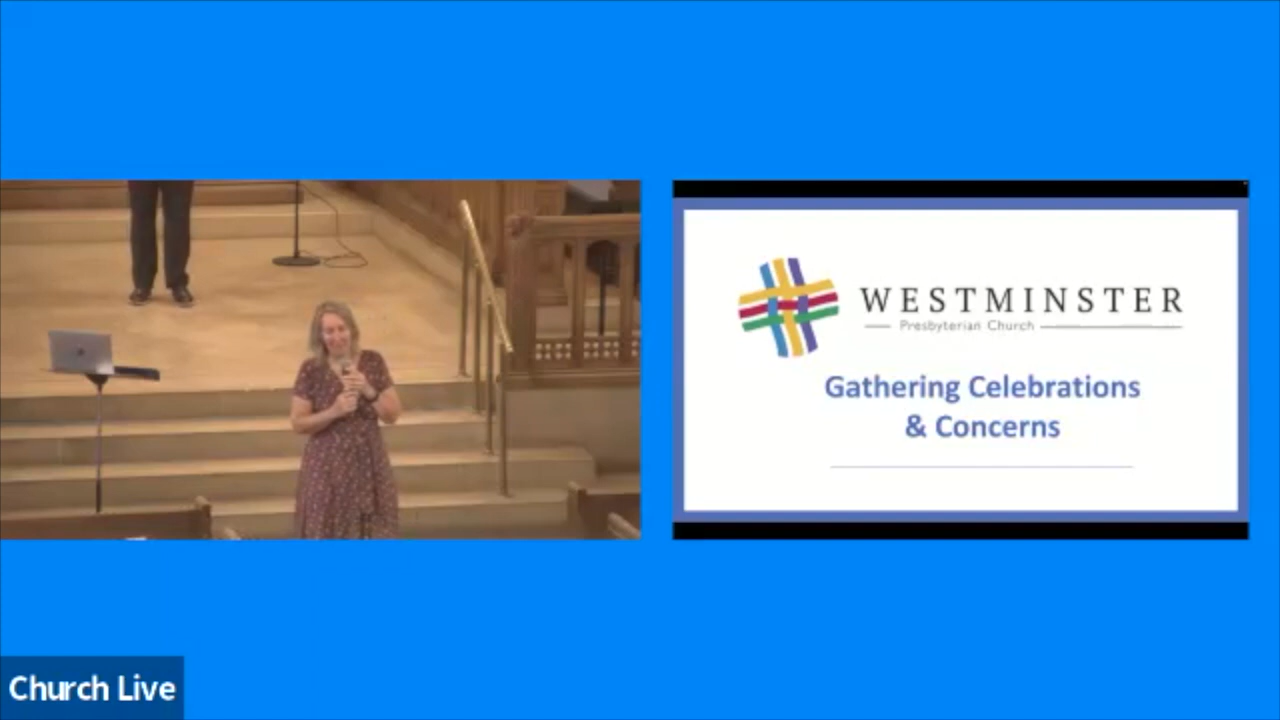 WESTMINSTER
Presbyterian Church
Gathering Celebrations
& Concerns
Church Live